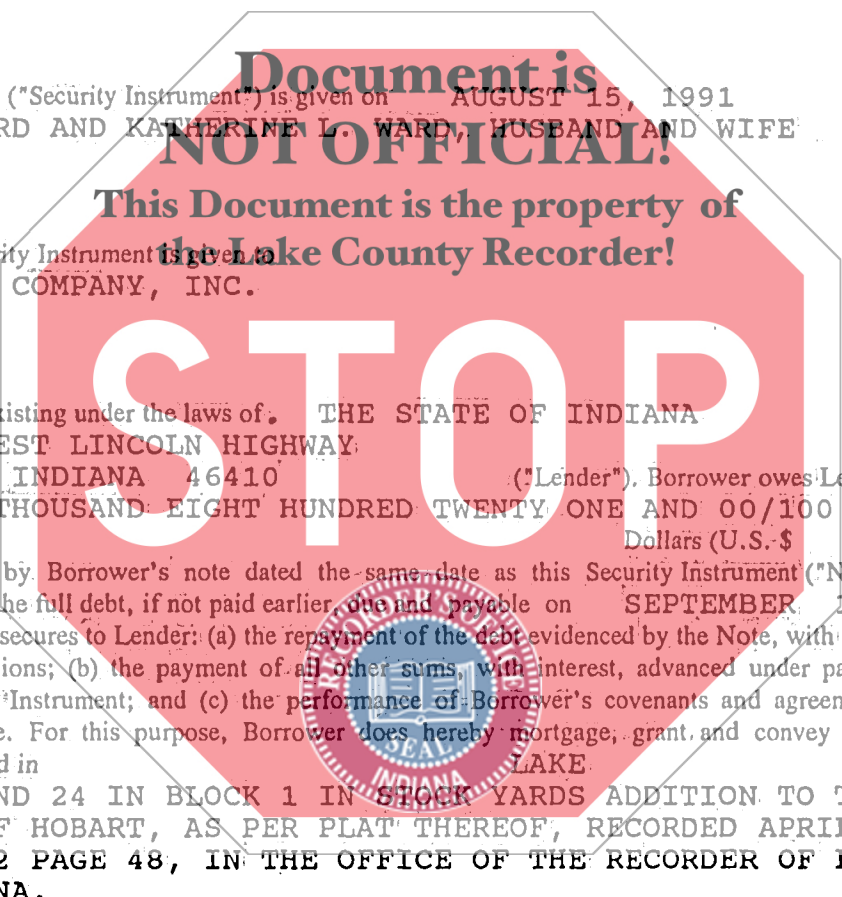 Document is
("Security Instrument") is given on AUGUST 15, 1991
RD AND KATHERINE L. WARD, HUSBAND AND WIFE
NOT OFFICIAL!
This Document is the property of
the Lake County Recorder!
ity Instrument is given to
COMPANY, INC.
STOP
xisting under the laws of THE STATE OF INDIANA
EST LINCOLN HIGHWAY
INDIANA 46410 ("Lender"). Borrower owes Le
THOUSAND EIGHT HUNDRED TWENTY ONE AND 00/100
Dollars (U.S. $
by Borrower's note dated the same date as this Security Instrument ("N
he full debt, if not paid earlier, due and payable on SEPTEMBER
secures to Lender: (a) the repayment of the debt evidenced by the Note, with
ions; (b) the payment of all other sums, with interest, advanced under pa
Instrument; and (c) the performance of Borrower's covenants and agreen
e. For this purpose, Borrower does hereby mortgage, grant and convey
d in LAKE
RECORDER'S OFFICE
SEAL
INDIANA
ND 24 IN BLOCK 1 IN STOCK YARDS ADDITION TO T
F HOBART, AS PER PLAT THEREOF, RECORDED APRI
2 PAGE 48, IN THE OFFICE OF THE RECORDER OF
NA.